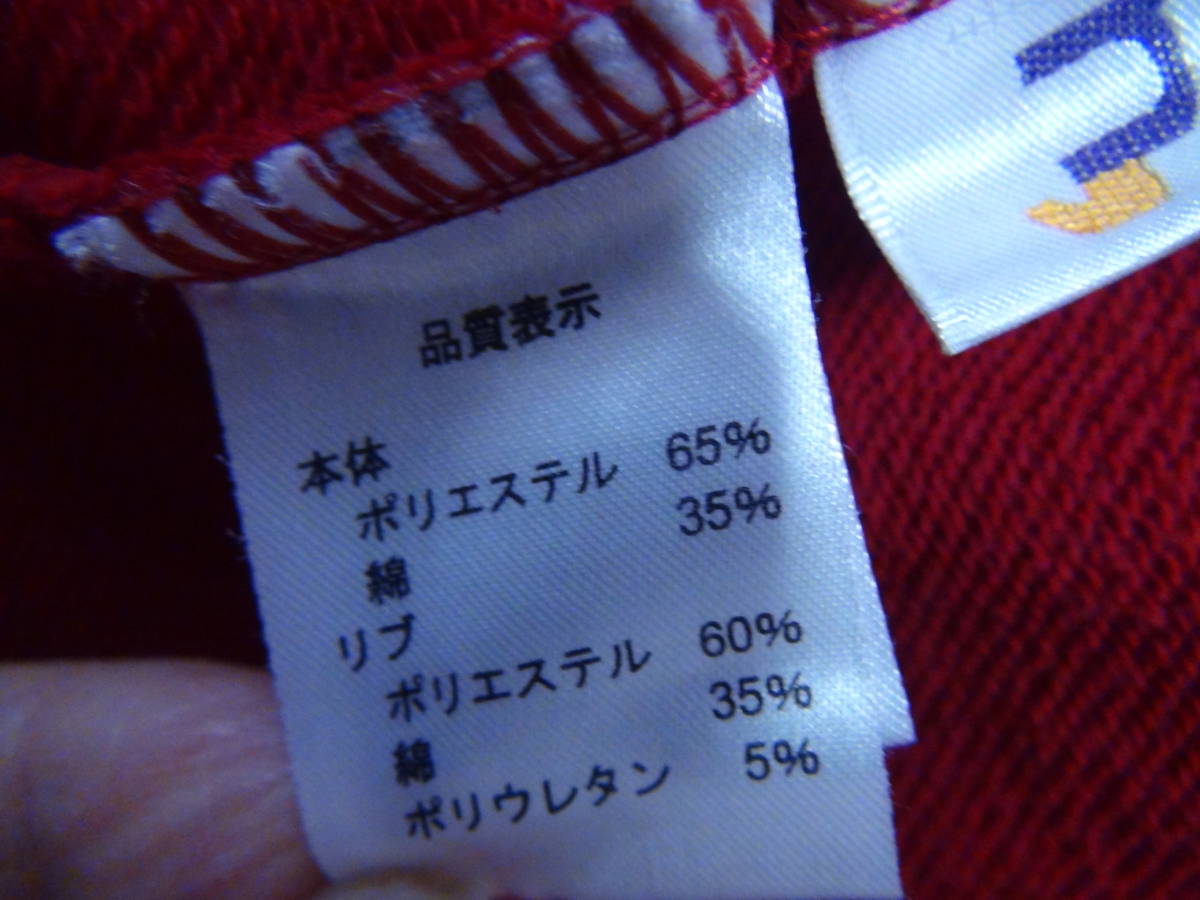 品質表示
本体
ポリエステル 65%
綿 35%
リブ
ポリエステル 60%
綿 35%
ポリウレタン 5%